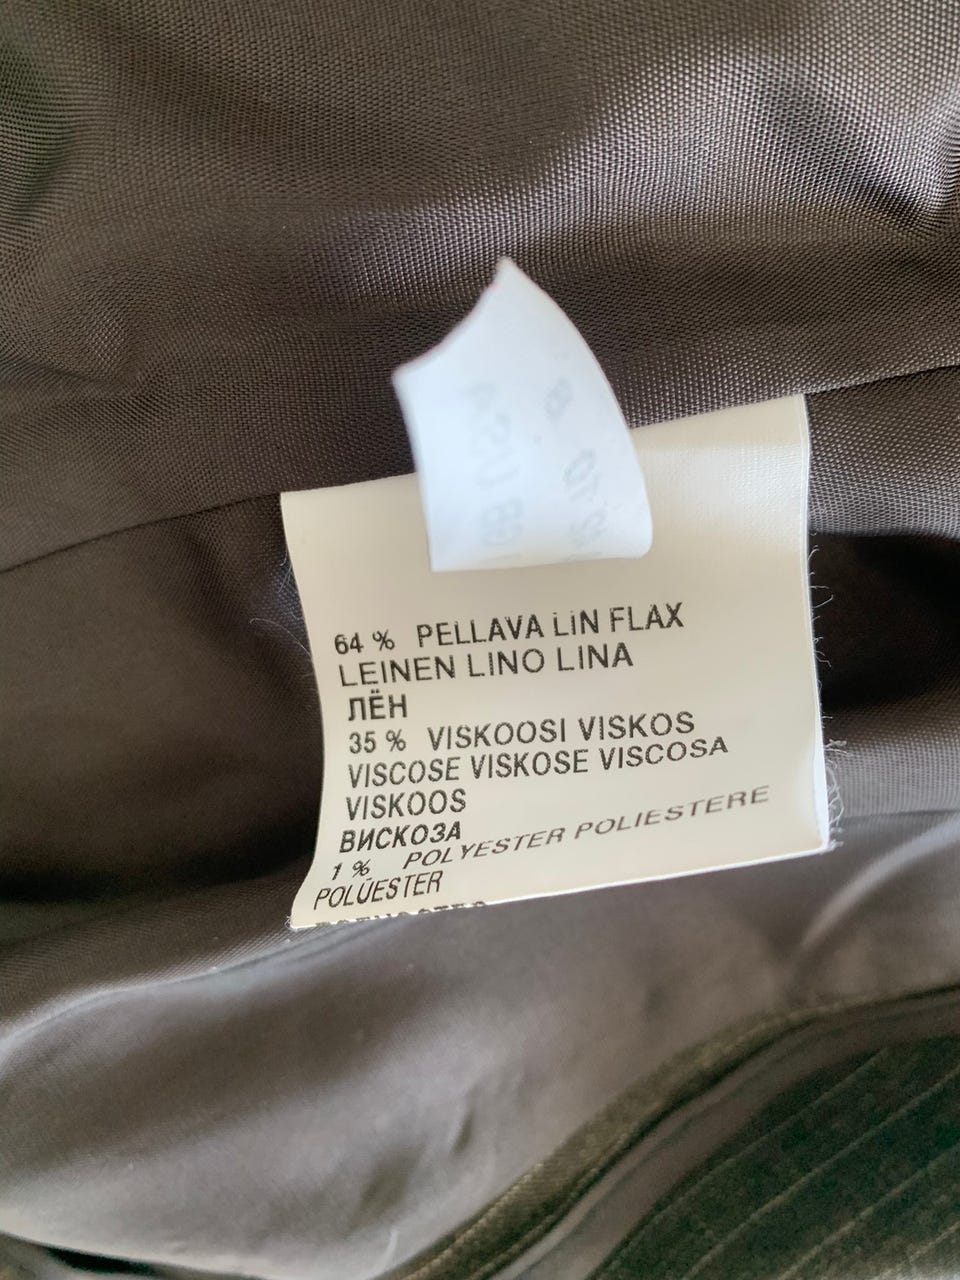 64 % PELLAVA LIN FLAX
LEINEN LINO LINA
ЛЁН
35 % VISKOOSI VISKOS
VISCOSE VISKOSE VISCOSA
VISKOOS
ВИСКОЗА
1 % POLYESTER POLIESTERE
POLÜESTER